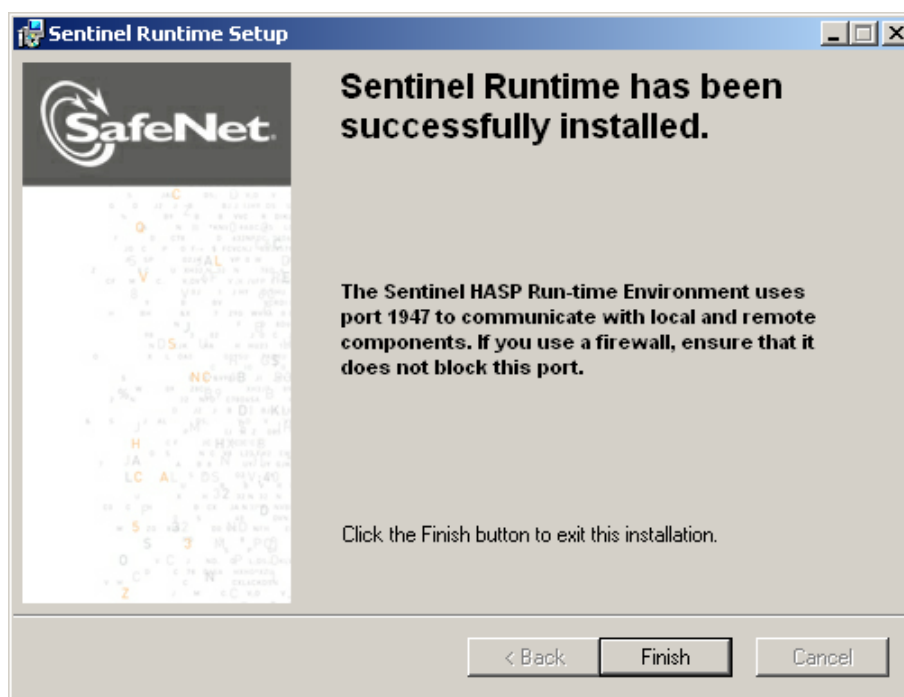 Sentinel Runtime Setup
SafeNet.
Sentinel Runtime has been
successfully installed.
The Sentinel HASP Run-time Environment uses
port 1947 to communicate with local and remote
components. If you use a firewall, ensure that it
does not block this port.
Click the Finish button to exit this installation.
< Back
Finish
Cancel